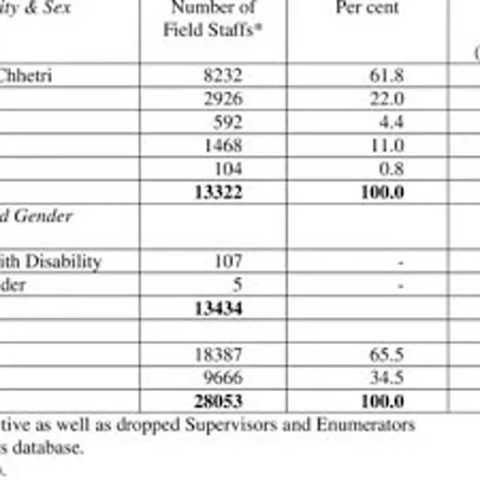 ity & Sex Number of Per cent
Field Staffs*
(
Chhetri 8232 61.8
2926 22.0
592 4.4
1468 11.0
104 0.8
13322 100.0
d Gender
ith Disability 107 -
der 5 -
13434
18387 65.5
9666 34.5
28053 100.0
tive as well as dropped Supervisors and Enumerators
s database.
).